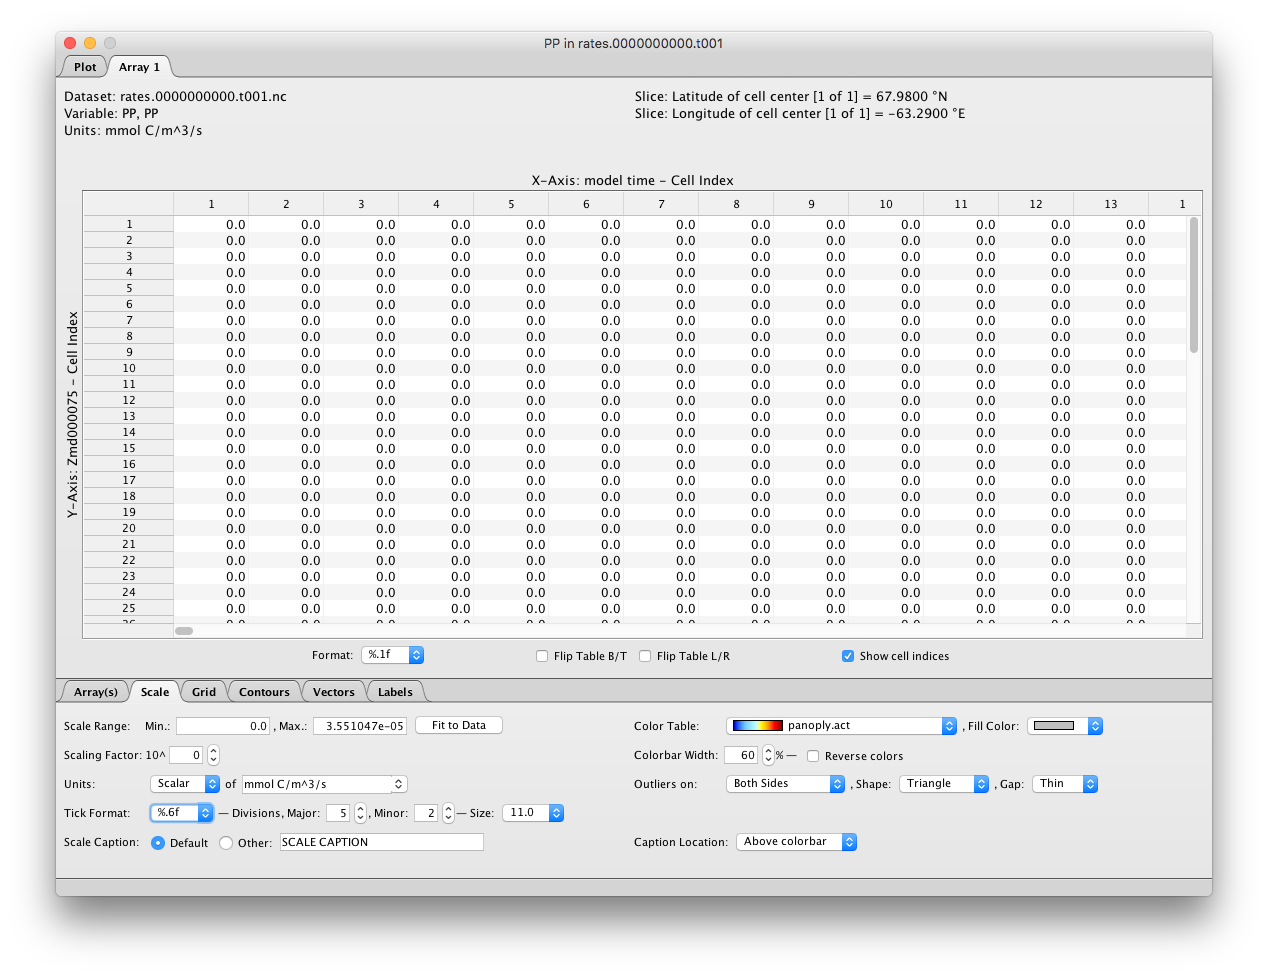 PP in rates.0000000000.t001
Plot Array 1
Dataset: rates.0000000000.t001.nc
Variable: PP, PP
Units: mmol C/m^3/s
Slice: Latitude of cell center [1 of 1] = 67.9800 °N
Slice: Longitude of cell center [1 of 1] = -63.2900 °E
X-Axis: model time - Cell Index
Y-Axis: Zmd000075 - Cell Index
1 2 3 4 5 6 7 8 9 10 11 12 13 1
1 0.0 0.0 0.0 0.0 0.0 0.0 0.0 0.0 0.0 0.0 0.0 0.0 0.0
2 0.0 0.0 0.0 0.0 0.0 0.0 0.0 0.0 0.0 0.0 0.0 0.0 0.0
3 0.0 0.0 0.0 0.0 0.0 0.0 0.0 0.0 0.0 0.0 0.0 0.0 0.0
4 0.0 0.0 0.0 0.0 0.0 0.0 0.0 0.0 0.0 0.0 0.0 0.0 0.0
5 0.0 0.0 0.0 0.0 0.0 0.0 0.0 0.0 0.0 0.0 0.0 0.0 0.0
6 0.0 0.0 0.0 0.0 0.0 0.0 0.0 0.0 0.0 0.0 0.0 0.0 0.0
7 0.0 0.0 0.0 0.0 0.0 0.0 0.0 0.0 0.0 0.0 0.0 0.0 0.0
8 0.0 0.0 0.0 0.0 0.0 0.0 0.0 0.0 0.0 0.0 0.0 0.0 0.0
9 0.0 0.0 0.0 0.0 0.0 0.0 0.0 0.0 0.0 0.0 0.0 0.0 0.0
10 0.0 0.0 0.0 0.0 0.0 0.0 0.0 0.0 0.0 0.0 0.0 0.0 0.0
11 0.0 0.0 0.0 0.0 0.0 0.0 0.0 0.0 0.0 0.0 0.0 0.0 0.0
12 0.0 0.0 0.0 0.0 0.0 0.0 0.0 0.0 0.0 0.0 0.0 0.0 0.0
13 0.0 0.0 0.0 0.0 0.0 0.0 0.0 0.0 0.0 0.0 0.0 0.0 0.0
14 0.0 0.0 0.0 0.0 0.0 0.0 0.0 0.0 0.0 0.0 0.0 0.0 0.0
15 0.0 0.0 0.0 0.0 0.0 0.0 0.0 0.0 0.0 0.0 0.0 0.0 0.0
16 0.0 0.0 0.0 0.0 0.0 0.0 0.0 0.0 0.0 0.0 0.0 0.0 0.0
17 0.0 0.0 0.0 0.0 0.0 0.0 0.0 0.0 0.0 0.0 0.0 0.0 0.0
18 0.0 0.0 0.0 0.0 0.0 0.0 0.0 0.0 0.0 0.0 0.0 0.0 0.0
19 0.0 0.0 0.0 0.0 0.0 0.0 0.0 0.0 0.0 0.0 0.0 0.0 0.0
20 0.0 0.0 0.0 0.0 0.0 0.0 0.0 0.0 0.0 0.0 0.0 0.0 0.0
21 0.0 0.0 0.0 0.0 0.0 0.0 0.0 0.0 0.0 0.0 0.0 0.0 0.0
22 0.0 0.0 0.0 0.0 0.0 0.0 0.0 0.0 0.0 0.0 0.0 0.0 0.0
23 0.0 0.0 0.0 0.0 0.0 0.0 0.0 0.0 0.0 0.0 0.0 0.0 0.0
24 0.0 0.0 0.0 0.0 0.0 0.0 0.0 0.0 0.0 0.0 0.0 0.0 0.0
25 0.0 0.0 0.0 0.0 0.0 0.0 0.0 0.0 0.0 0.0 0.0 0.0 0.0
Format: %.1f Flip Table B/T Flip Table L/R Show cell indices
Array(s) Scale Grid Contours Vectors Labels
Scale Range: Min.: 0.0 , Max.: 3.551047e-05 Fit to Data
Scaling Factor: 10^ 0
Units: Scalar of mmol C/m^3/s
Tick Format: %.6f — Divisions, Major: 5 , Minor: 2 — Size: 11.0
Scale Caption: Default Other: SCALE CAPTION
Color Table: panoply.act , Fill Color:
Colorbar Width: 60 % — Reverse colors
Outliers on: Both Sides , Shape: Triangle , Gap: Thin
Caption Location: Above colorbar